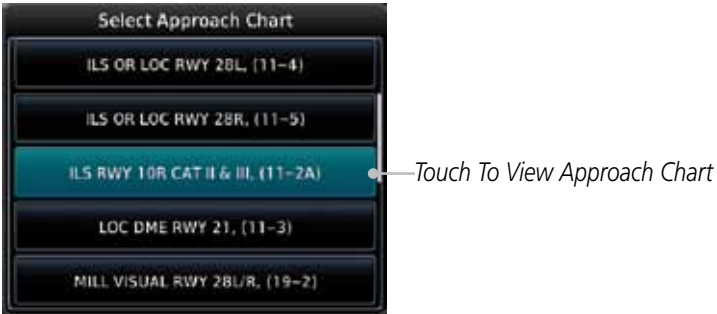 Select Approach Chart
ILS OR LOC RWY 28L, (11-4)
ILS OR LOC RWY 28R, (11-5)
ILS RWY 10R CAT II & III, (11-2A)
Touch To View Approach Chart
LOC DME RWY 21, (11-3)
MILL VISUAL RWY 28L/R, (19-2)